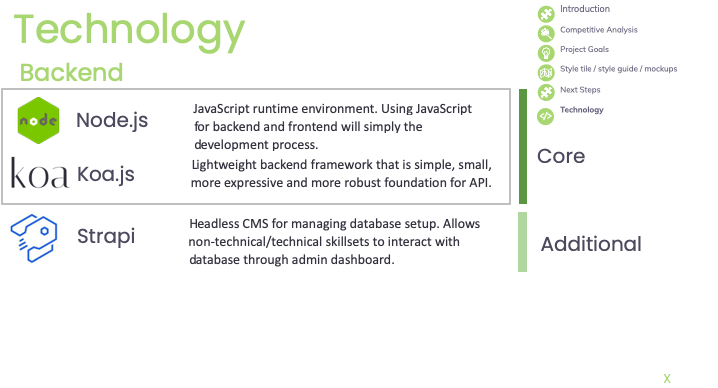 Technology
Backend
node
Node.js
JavaScript runtime environment. Using JavaScript
for backend and frontend will simply the
development process.
koa
Koa.js
Lightweight backend framework that is simple, small,
more expressive and more robust foundation for API.
Core
Strapi
Headless CMS for managing database setup. Allows
non-technical/technical skillsets to interact with
database through admin dashboard.
Additional
Introduction
Competitive Analysis
Project Goals
Style tile / style guide / mockups
Next Steps
</> Technology
X